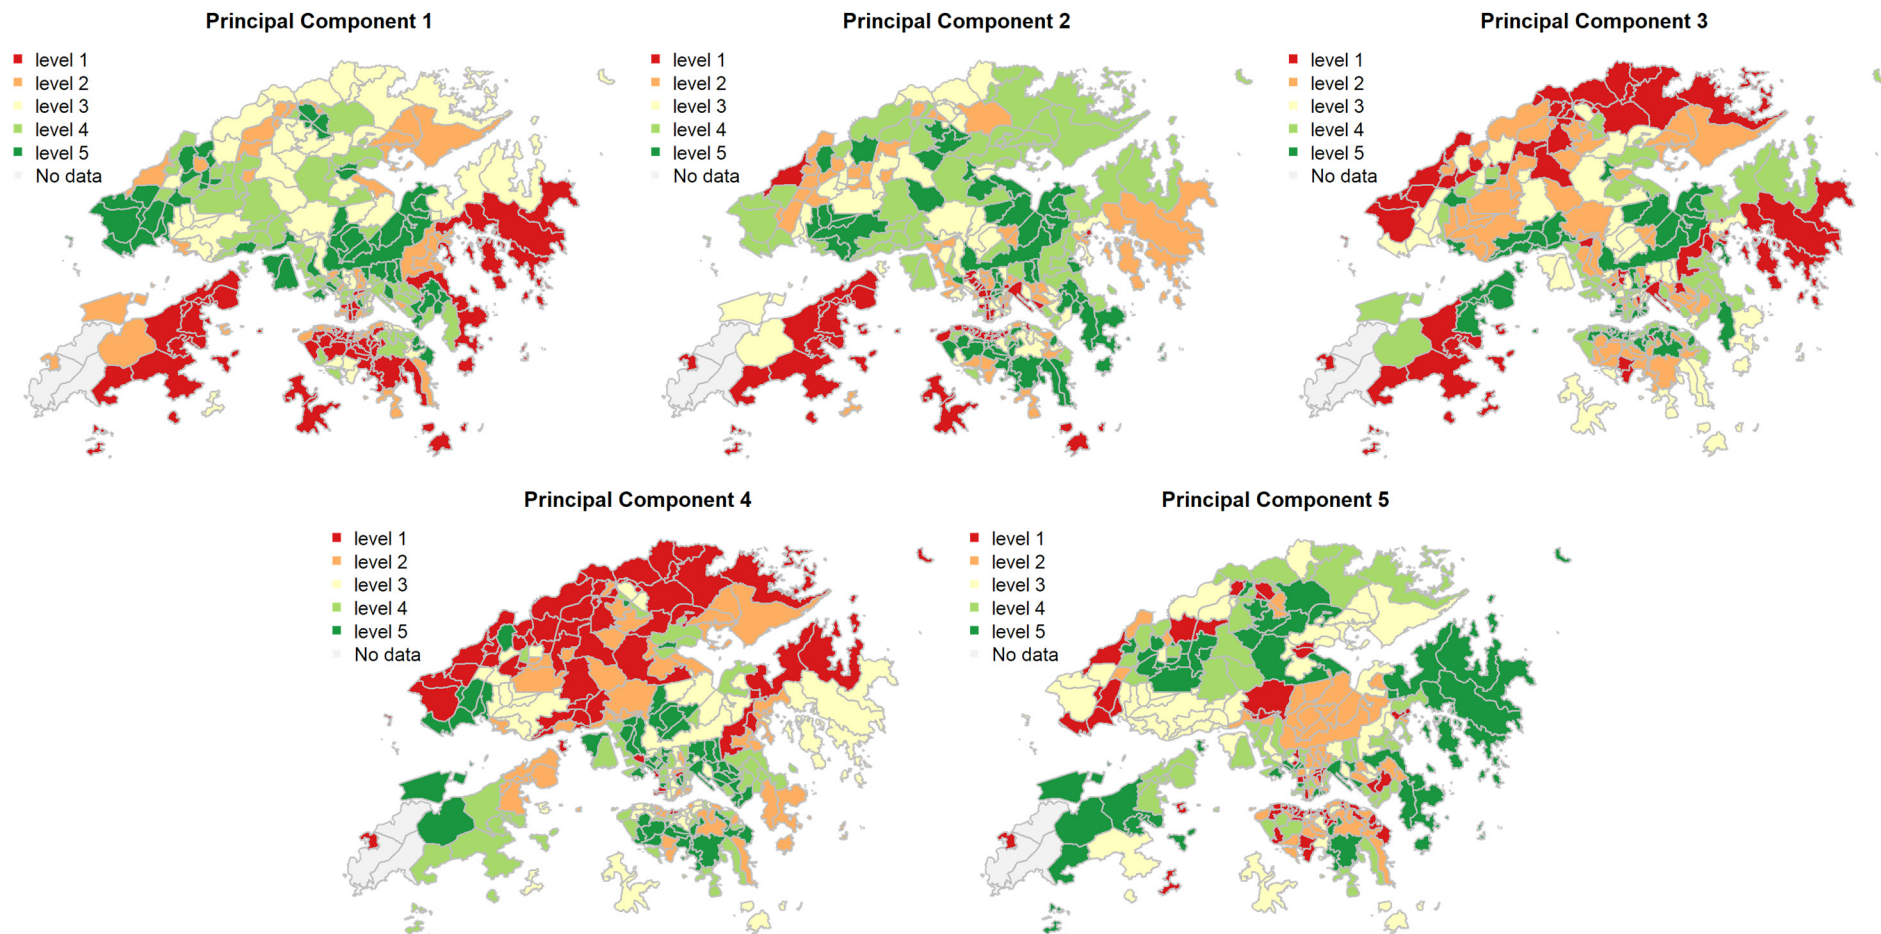 Principal Component 1
level 1
level 2
level 3
level 4
level 5
No data
Principal Component 2
level 1
level 2
level 3
level 4
level 5
No data
Principal Component 3
level 1
level 2
level 3
level 4
level 5
No data
Principal Component 4
level 1
level 2
level 3
level 4
level 5
No data
Principal Component 5
level 1
level 2
level 3
level 4
level 5
No data